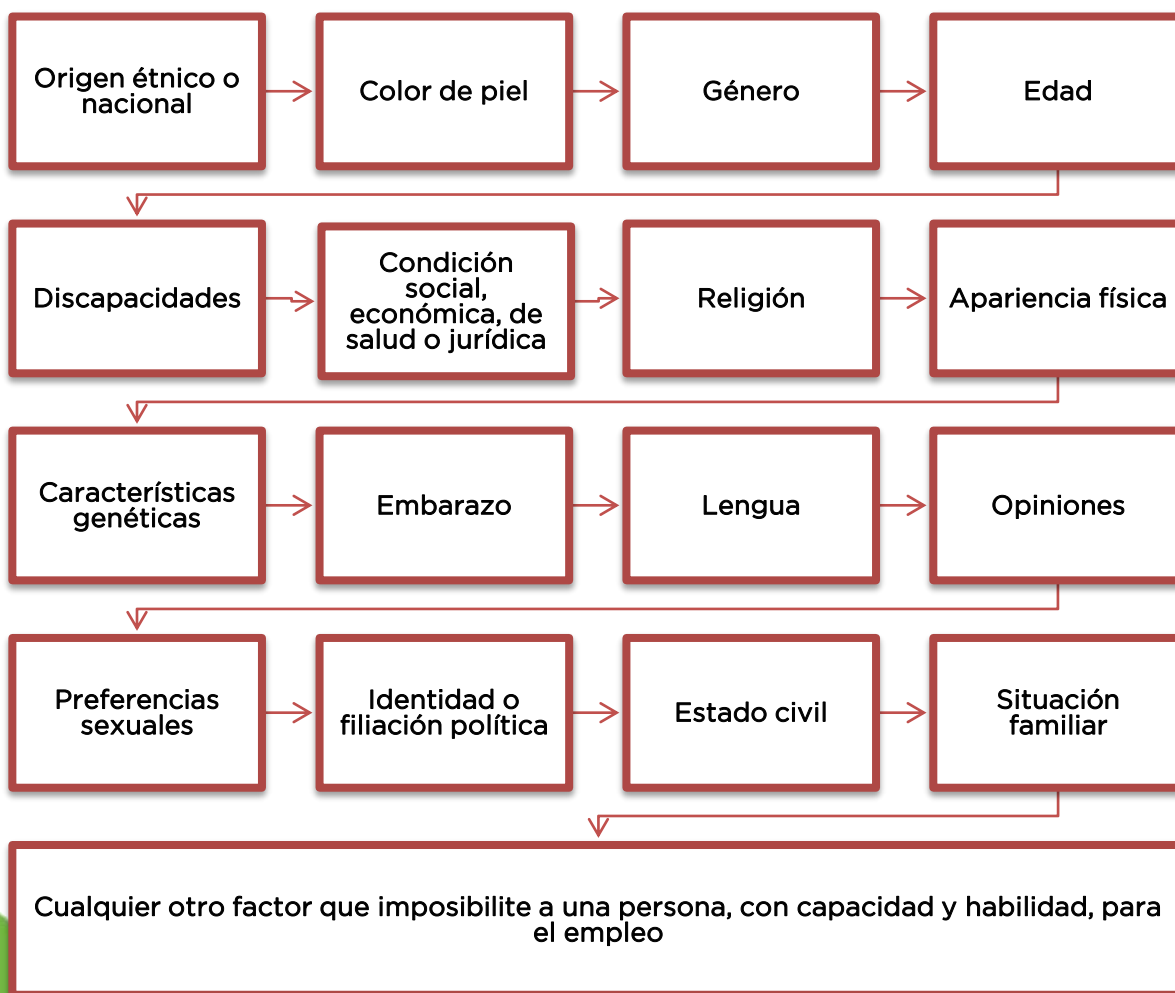 Origen étnico o
nacional
Color de piel
Género
Edad
Discapacidades
Condición
social,
económica, de
salud o jurídica
Religión
Apariencia física
Características
genéticas
Embarazo
Lengua
Opiniones
Preferencias
sexuales
Identidad o
filiación política
Estado civil
Situación
familiar
Cualquier otro factor que imposibilite a una persona, con capacidad y habilidad, para
el empleo